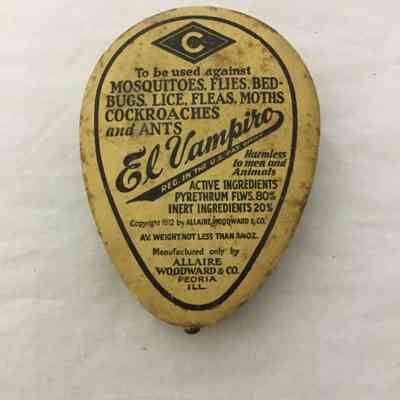 C
To be used against
MOSQUITOES, FLIES, BED-
BUGS, LICE, FLEAS, MOTHS
COCKROACHES
and ANTS
El Vampiro
REG. IN THE U.S. PAT. OFFICE
Harmless
to men and
Animals
ACTIVE INGREDIENTS
PYRETHRUM FLWS. 80%
INERT INGREDIENTS 20%
Copyright 1912 by ALLAIRE, WOODWARD & CO.
AV. WEIGHT NOT LESS THAN OZ.
Manufactured only by
ALLAIRE
WOODWARD & CO.
PEORIA
ILL.